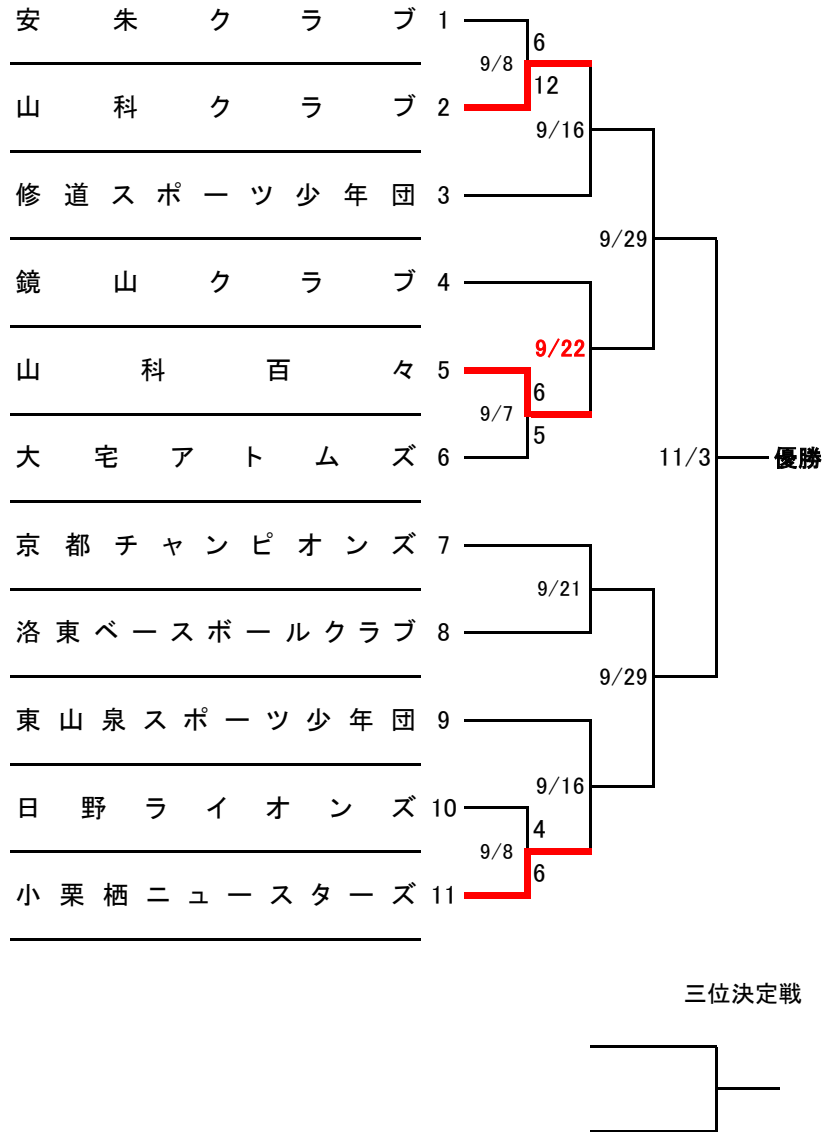 安朱クラブ 1
6
9/8
12
山科クラブ 2
9/16
修道スポーツ少年団 3
9/29
鏡山クラブ 4
9/22
山科百々 5
6
9/7
5
大宅アトムズ 6
11/3 優勝
京都チャンピオンズ 7
9/21
洛東ベースボールクラブ 8
9/29
東山泉スポーツ少年団 9
9/16
日野ライオンズ 10
4
9/8
6
小栗栖ニュースターズ 11
三位決定戦